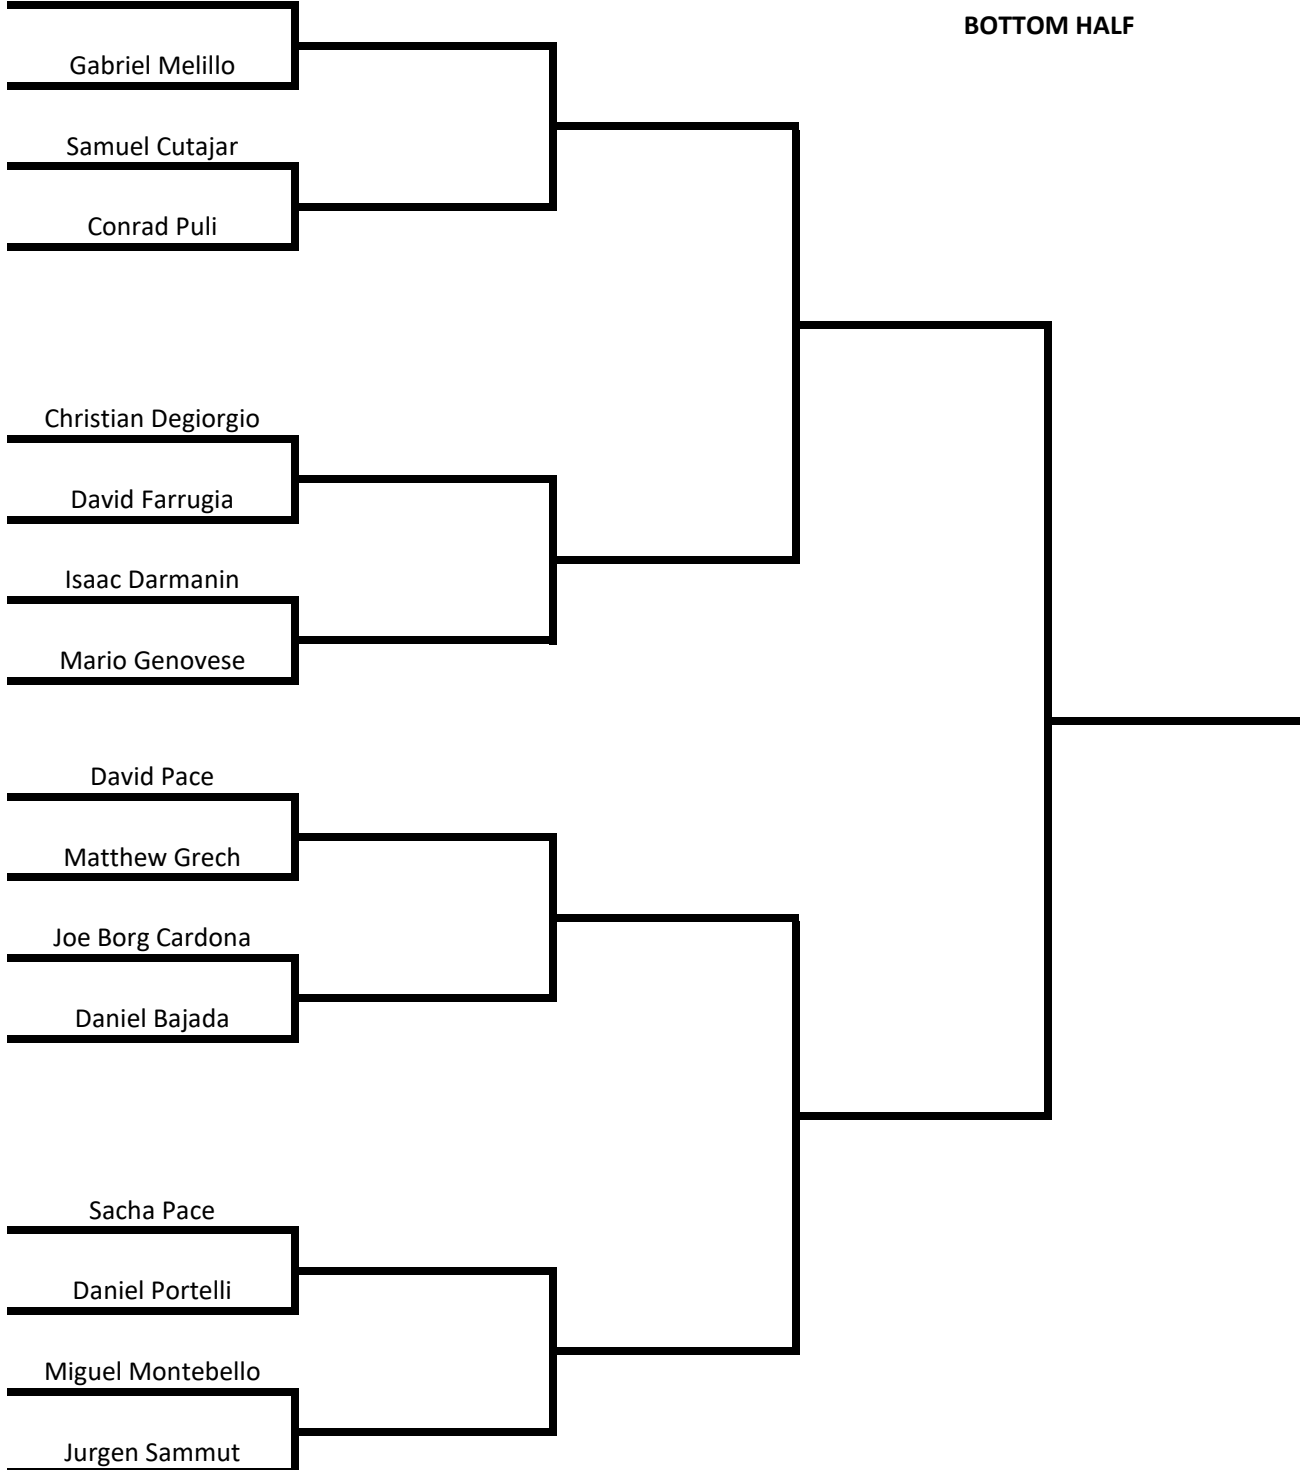 BOTTOM HALF
Gabriel Melillo
Samuel Cutajar
Conrad Puli
Christian Degiorgio
David Farrugia
Isaac Darmanin
Mario Genovese
David Pace
Matthew Grech
Joe Borg Cardona
Daniel Bajada
Sacha Pace
Daniel Portelli
Miguel Montebello
Jurgen Sammut